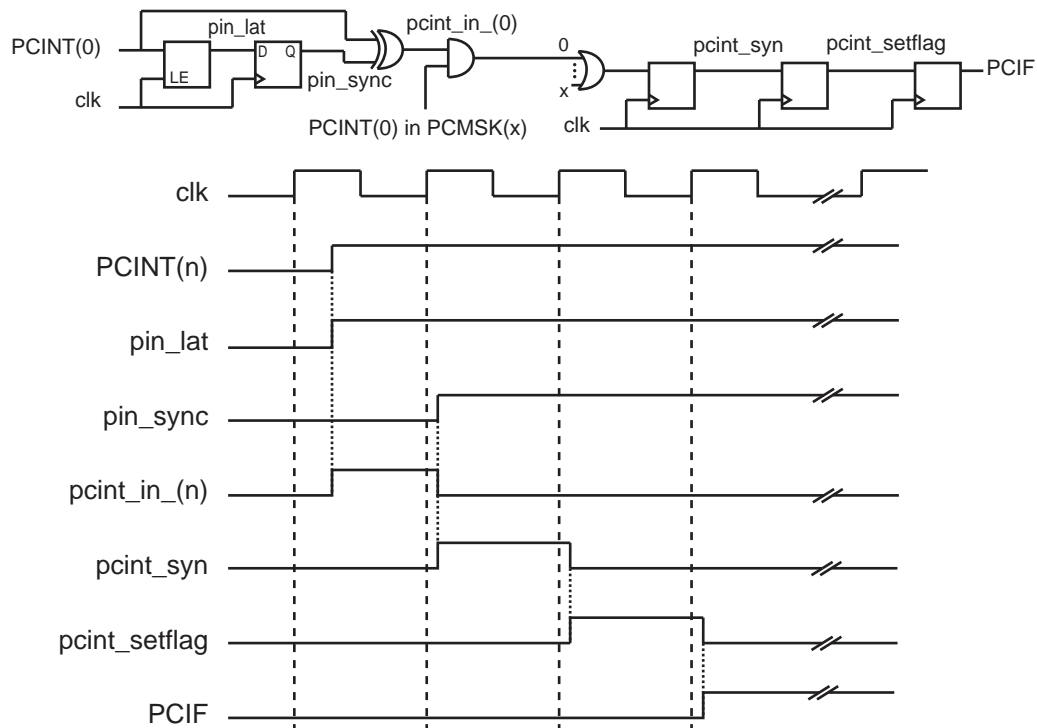 pin_lat
pcint_in_(0)
PCINT(0)
D Q
LE
pin_sync
clk
PCINT(0) in PCMSK(x)
0
x
clk
pcint_syn
pcint_setflag
PCIF
clk
PCINT(n)
pin_lat
pin_sync
pcint_in_(n)
pcint_syn
pcint_setflag
PCIF